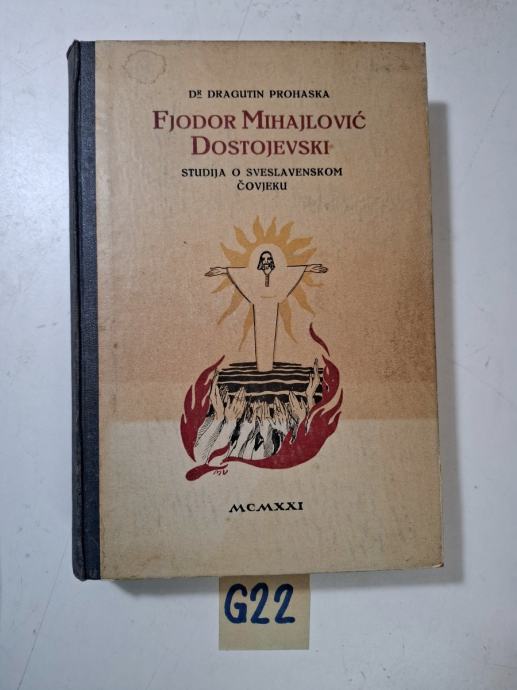 Dr DRAGUTIN PROHASKA
FJODOR MIHAJLOVIĆ
DOSTOJEVSKI
STUDIJA O SVESLAVENSKOM
ČOVJEKU
MCMXXI
G22